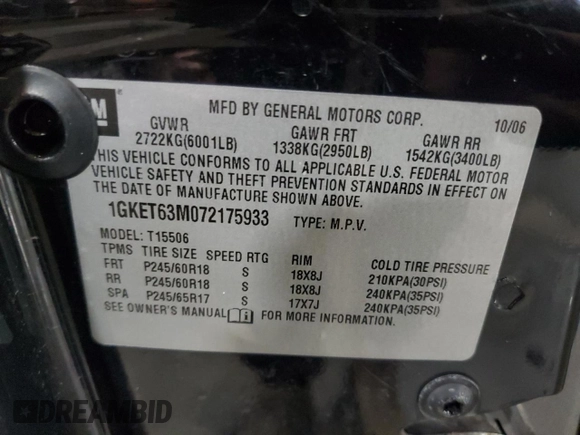 GM
MFD BY GENERAL MOTORS CORP. 10/06
GVWR GAWR FRT GAWR RR
2722KG(6001LB) 1338KG(2950LB) 1542KG(3400LB)
THIS VEHICLE CONFORMS TO ALL APPLICABLE U.S. FEDERAL MOTOR
VEHICLE SAFETY AND THEFT PREVENTION STANDARDS IN EFFECT ON
THE DATE OF MANUFACTURE SHOWN ABOVE.
1GKET63M072175933 TYPE: M.P.V.
MODEL: T15506
TPMS TIRE SIZE SPEED RTG RIM COLD TIRE PRESSURE
FRT P245/60R18 S 18X8J 210KPA(30PSI)
RR P245/60R18 S 18X8J 240KPA(35PSI)
SPA P245/65R17 S 17X7J 240KPA(35PSI)
SEE OWNER'S MANUAL i FOR MORE INFORMATION.
DREAMBID